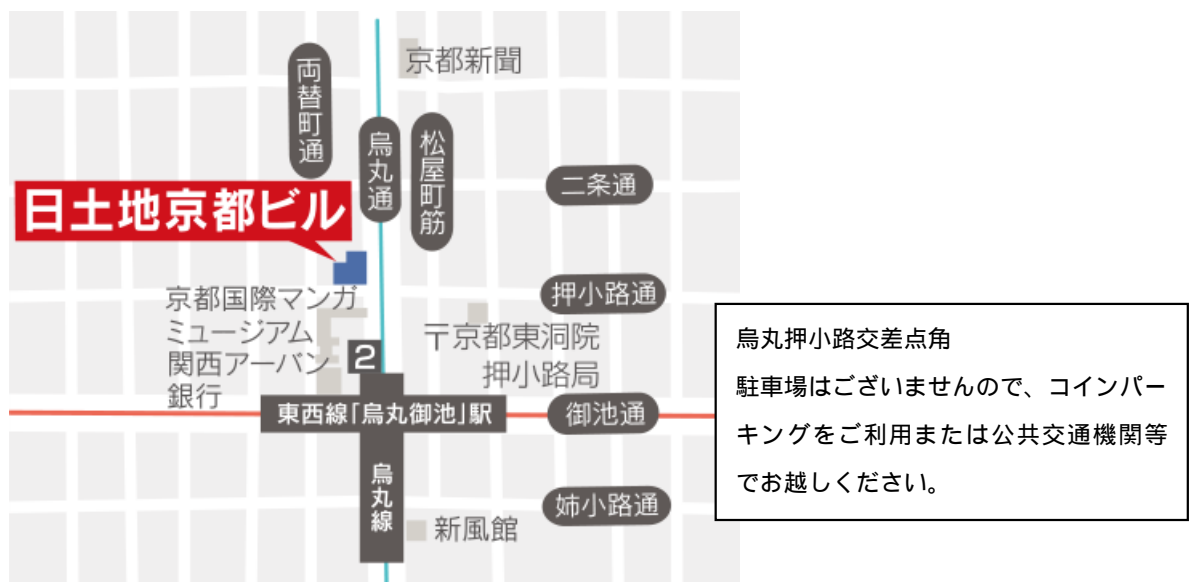 京都新聞
両替町通
烏丸通
松屋町筋
二条通
日土地京都ビル
押小路通
京都国際マンガ
ミュージアム
関西アーバン
銀行
2
〒京都東洞院
押小路局
東西線「烏丸御池」駅
御池通
烏丸線
姉小路通
新風館
烏丸押小路交差点角
駐車場はございませんので、コインパー
キングをご利用または公共交通機関等
でお越しください。